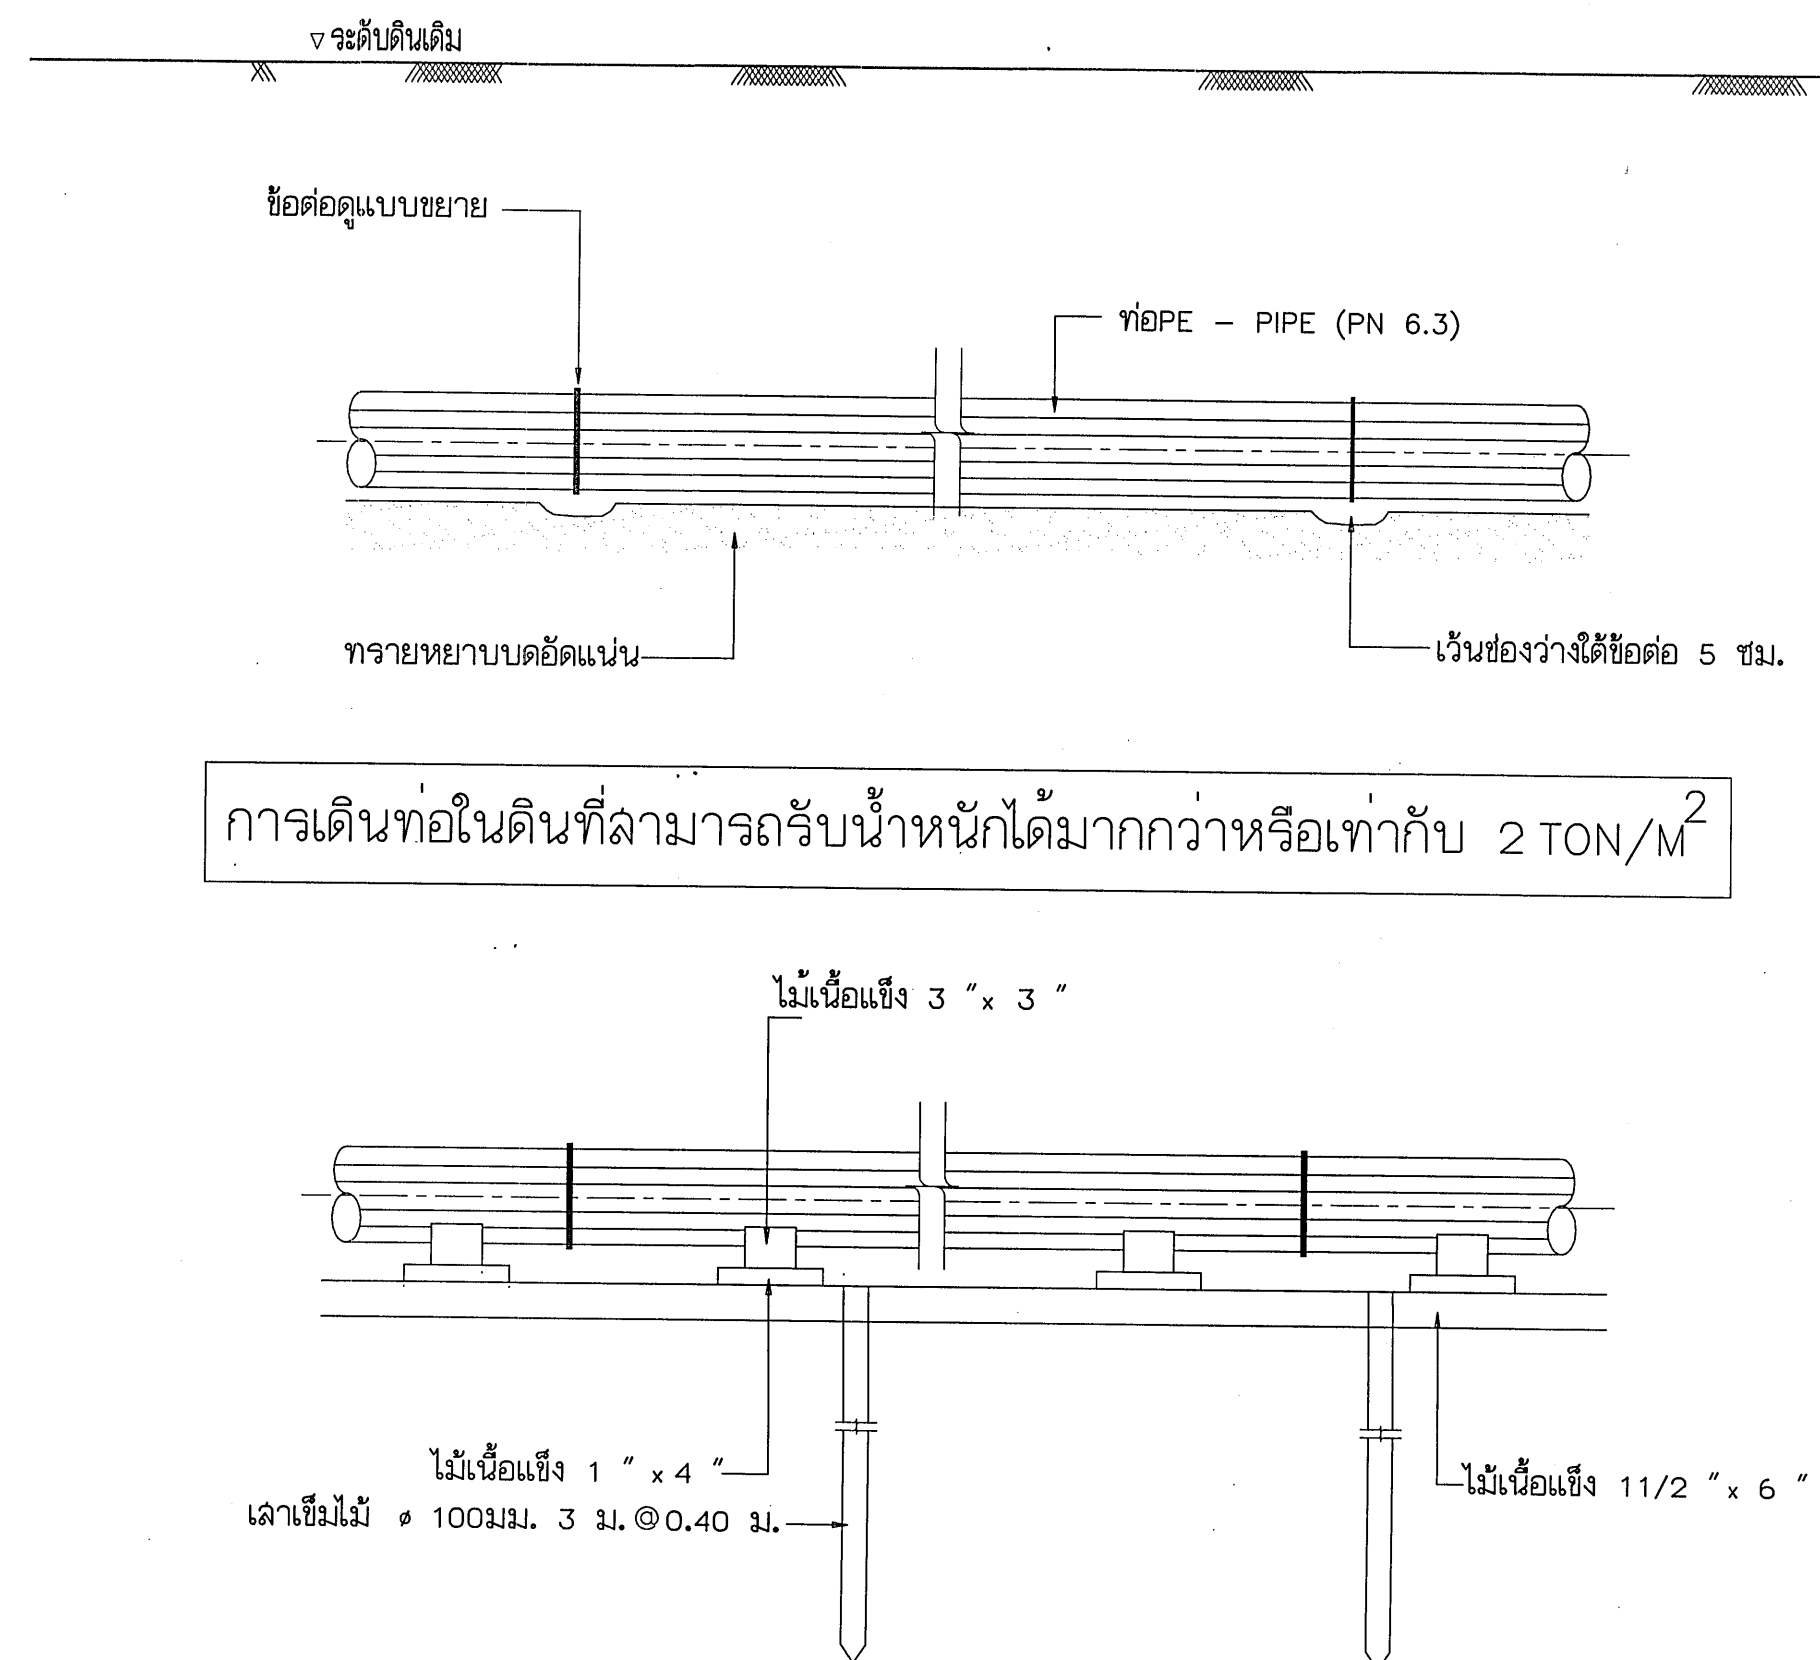 ▽ ระดับดินเดิม
ข้อต่อดูแบบขยาย
ท่อPE - PIPE (PN 6.3)
ทรายหยาบบดอัดแน่น
เว้นช่องว่างใต้ข้อต่อ 5 ซม.
การเดินท่อในดินที่สามารถรับน้ำหนักได้มากกว่าหรือเท่ากับ 2 TON/M²
ไม้เนื้อแข็ง 3 "x 3 "
ไม้เนื้อแข็ง 1 " x 4 "
ไม้เนื้อแข็ง 11/2 "x 6 "
เสาเข็มไม้ ø 100มม. 3 ม.@0.40 ม.